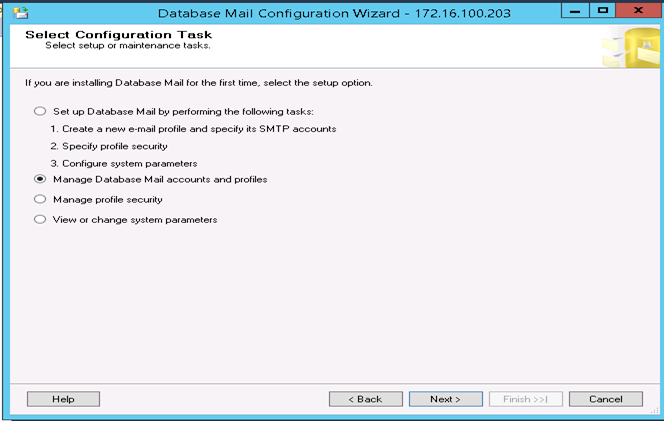 Database Mail Configuration Wizard - 172.16.100.203
Select Configuration Task
Select setup or maintenance tasks.
If you are installing Database Mail for the first time, select the setup option.
Set up Database Mail by performing the following tasks:
1. Create a new e-mail profile and specify its SMTP accounts
2. Specify profile security
3. Configure system parameters
Manage Database Mail accounts and profiles
Manage profile security
View or change system parameters
Help
< Back
Next >
Finish >>|
Cancel